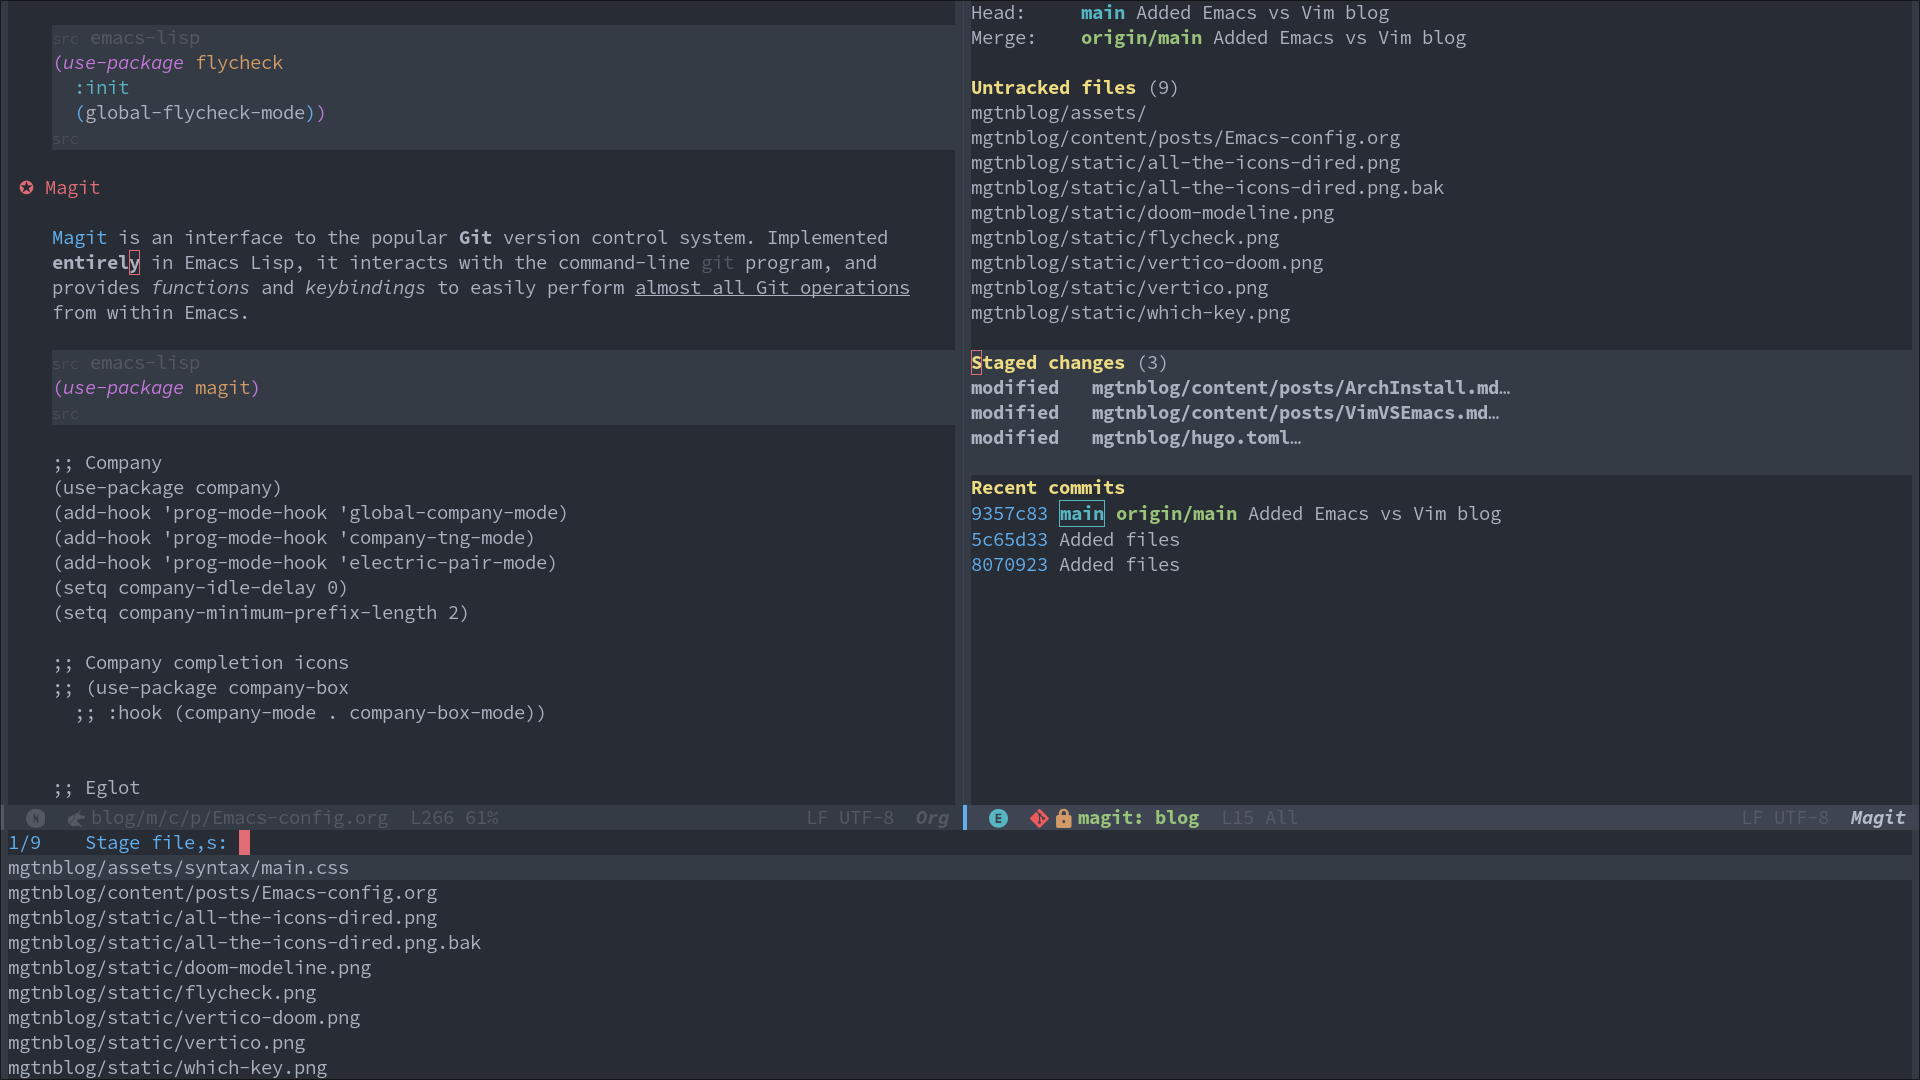 src emacs-lisp
(use-package flycheck
  :init
  (global-flycheck-mode))
src
✪ Magit
Magit is an interface to the popular Git version control system. Implemented
entirely in Emacs Lisp, it interacts with the command-line git program, and
provides functions and keybindings to easily perform almost all Git operations
from within Emacs.
src emacs-lisp
(use-package magit)
src
;; Company
(use-package company)
(add-hook 'prog-mode-hook 'global-company-mode)
(add-hook 'prog-mode-hook 'company-tng-mode)
(add-hook 'prog-mode-hook 'electric-pair-mode)
(setq company-idle-delay 0)
(setq company-minimum-prefix-length 2)
;; Company completion icons
;; (use-package company-box
  ;; :hook (company-mode . company-box-mode))
;; Eglot
N blog/m/c/p/Emacs-config.org L266 61% LF UTF-8 Org
Head: main Added Emacs vs Vim blog
Merge: origin/main Added Emacs vs Vim blog
Untracked files (9)
mgtnblog/assets/
mgtnblog/content/posts/Emacs-config.org
mgtnblog/static/all-the-icons-dired.png
mgtnblog/static/all-the-icons-dired.png.bak
mgtnblog/static/doom-modeline.png
mgtnblog/static/flycheck.png
mgtnblog/static/vertico-doom.png
mgtnblog/static/vertico.png
mgtnblog/static/which-key.png
Staged changes (3)
modified   mgtnblog/content/posts/ArchInstall.md…
modified   mgtnblog/content/posts/VimVSEmacs.md…
modified   mgtnblog/hugo.toml…
Recent commits
9357c83 main origin/main Added Emacs vs Vim blog
5c65d33 Added files
8070923 Added files
E magit: blog L15 All LF UTF-8 Magit
1/9 Stage file,s:
mgtnblog/assets/syntax/main.css
mgtnblog/content/posts/Emacs-config.org
mgtnblog/static/all-the-icons-dired.png
mgtnblog/static/all-the-icons-dired.png.bak
mgtnblog/static/doom-modeline.png
mgtnblog/static/flycheck.png
mgtnblog/static/vertico-doom.png
mgtnblog/static/vertico.png
mgtnblog/static/which-key.png